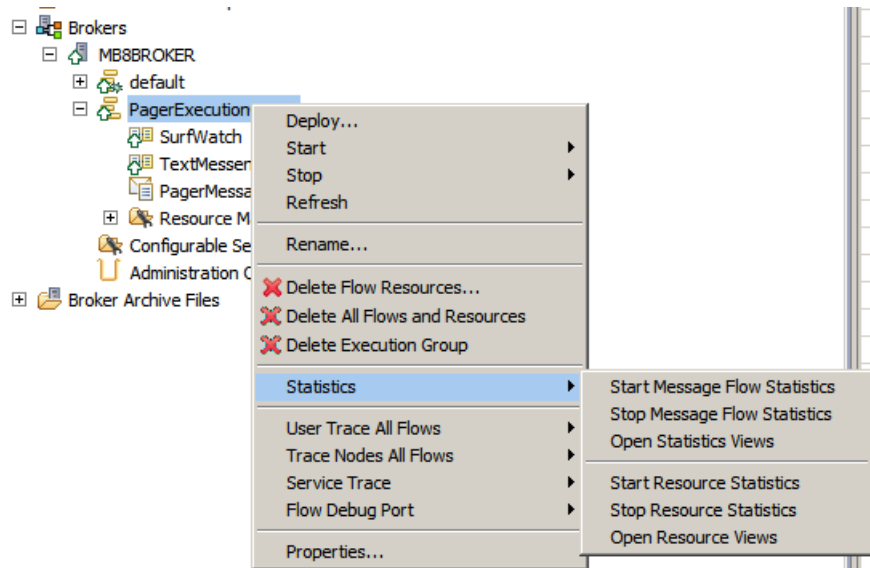 Brokers
MB8BROKER
default
PagerExecution
SurfWatch
TextMessen
PagerMessa
Resource M
Configurable Se
Administration
Broker Archive Files
Deploy...
Start
Stop
Refresh
Rename...
Delete Flow Resources...
Delete All Flows and Resources
Delete Execution Group
Statistics
User Trace All Flows
Trace Nodes All Flows
Service Trace
Flow Debug Port
Properties...
Start Message Flow Statistics
Stop Message Flow Statistics
Open Statistics Views
Start Resource Statistics
Stop Resource Statistics
Open Resource Views